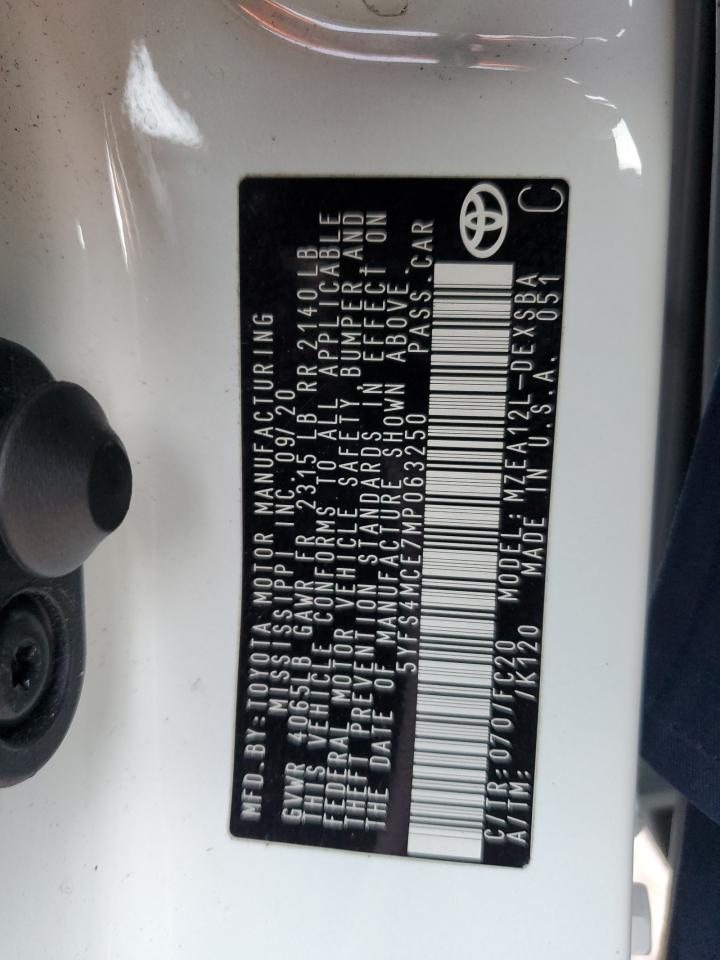 MFD.BY:TOYOTA MOTOR MANUFACTURING
MISSISSIPPI INC. 09/20
GVWR 4065LB GAWR FR 2315 LB RR 2140 LB
THIS VEHICLE CONFORMS TO ALL APPLICABLE
FEDERAL MOTOR VEHICLE SAFETY, BUMPER, AND
THEFT PREVENTION STANDARDS IN EFFECT ON
THE DATE OF MANUFACTURE SHOWN ABOVE.
5YFS4MCE7MP063250 PASS.CAR
C/TR:070/FC20 MODEL:MZEA12L-DEXSBA
A/TM: /K120 MADE IN U.S.A. 051
C